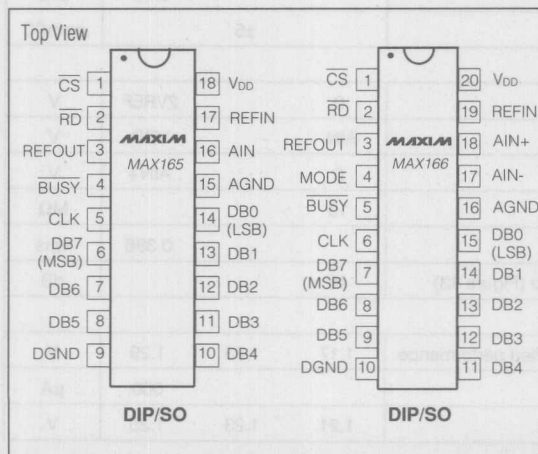 Top View
CS 1
RD 2
REFOUT 3
BUSY 4
CLK 5
DB7 (MSB) 6
DB6 7
DB5 8
DGND 9
MAXIM
MAX165
18 VDD
17 REFIN
16 AIN
15 AGND
14 DB0 (LSB)
13 DB1
12 DB2
11 DB3
10 DB4
DIP/SO
CS 1
RD 2
REFOUT 3
MODE 4
BUSY 5
CLK 6
DB7 (MSB) 7
DB6 8
DB5 9
DGND 10
MAXIM
MAX166
20 VDD
19 REFIN
18 AIN+
17 AIN-
16 AGND
15 DB0 (LSB)
14 DB1
13 DB2
12 DB3
11 DB4
DIP/SO